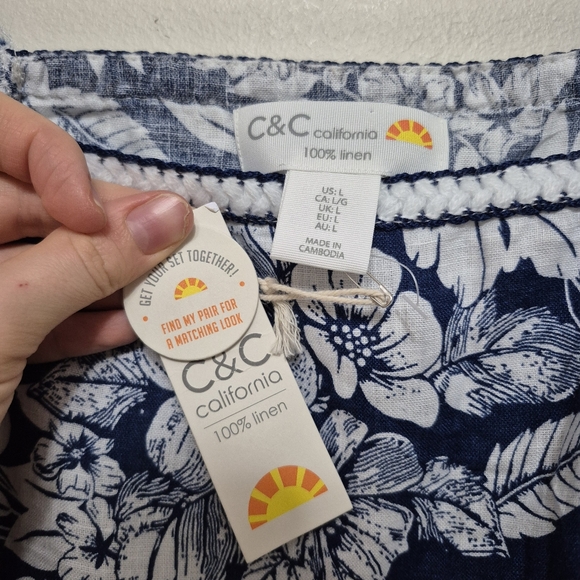 C&C california
100% linen
US: L
CA: L/G
UK: L
EU: L
AU: L
MADE IN
CAMBODIA
GET YOUR SET TOGETHER!
FIND MY PAIR FOR
A MATCHING LOOK
C&C
california
100% linen